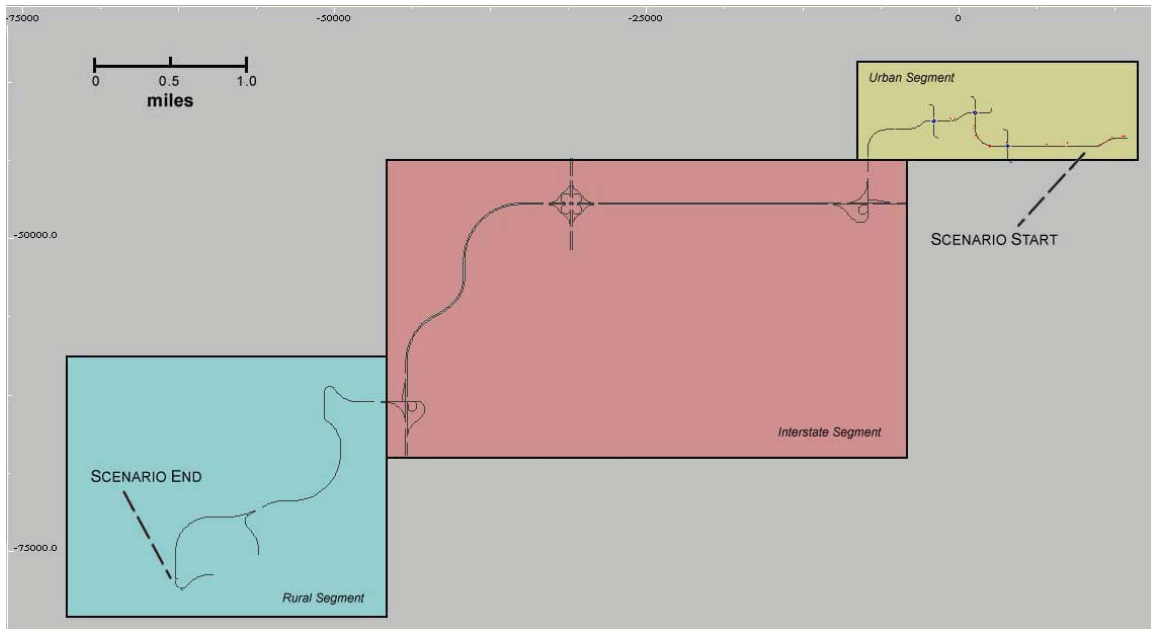 -75000
-50000
-25000
0
0
0.5
1.0
miles
Urban Segment
SCENARIO START
-50000.0
Interstate Segment
SCENARIO END
-75000.0
Rural Segment